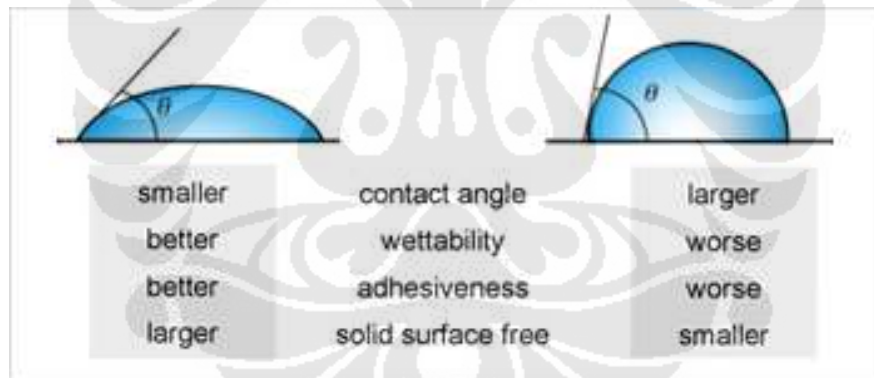 θ
θ
smaller contact angle larger
better wettability worse
better adhesiveness worse
larger solid surface free smaller